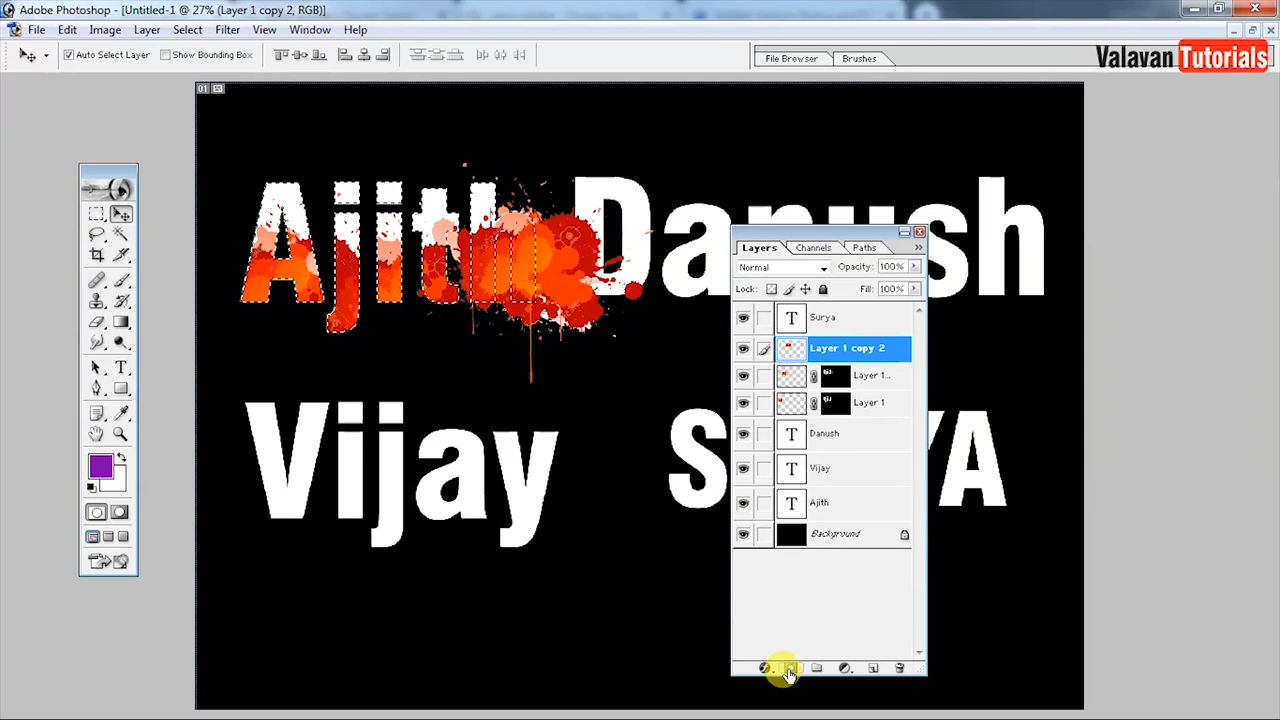 Adobe Photoshop - [Untitled-1 @ 27% (Layer 1 copy 2, RGB)]
File Edit Image Layer Select Filter View Window Help
Auto Select Layer Show Bounding Box
File Browser Brushes
Valavan Tutorials
01
Ajith Danush
Layers Channels Paths
Normal Opacity: 100%
Lock: Fill: 100%
T Surya
Layer 1 copy 2
Layer 1...
Layer 1
T Danush
T Vijay
T Ajith
Background
Vijay